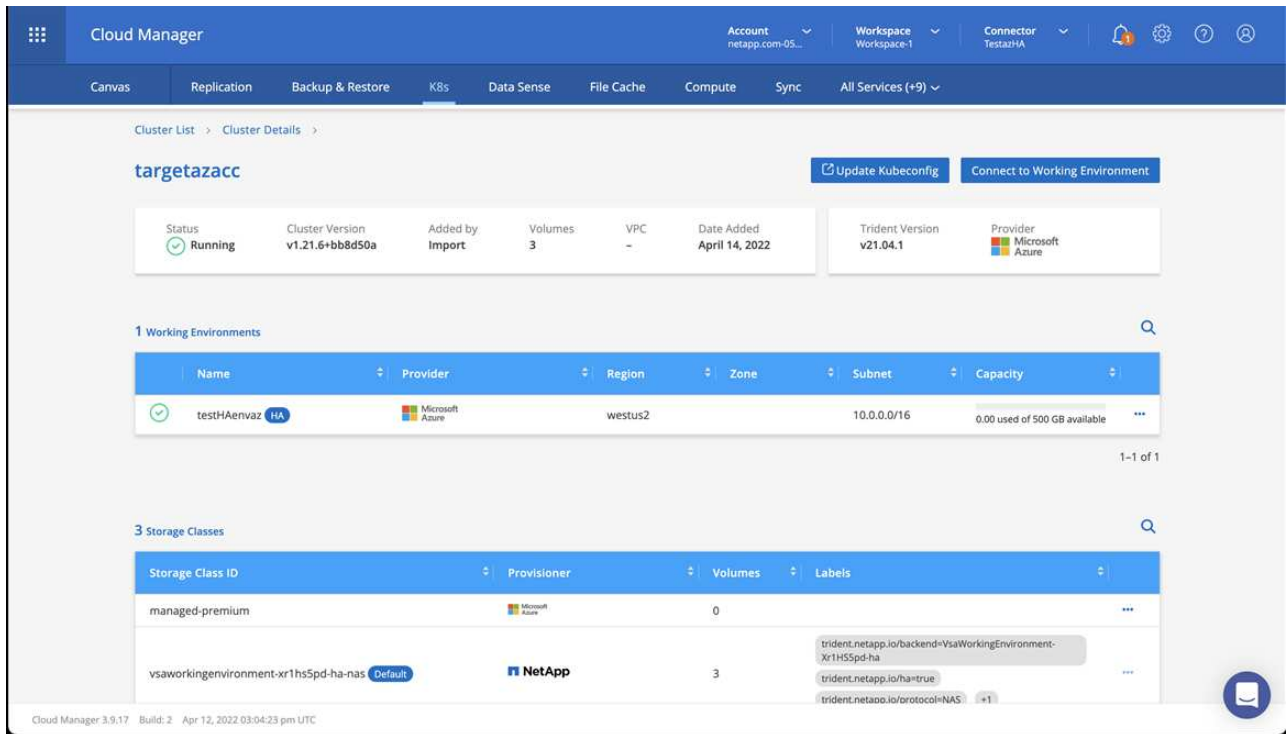 Cloud Manager
Account
netapp.com-05...
Workspace
Workspace-1
Connector
TestazHA
1
Canvas
Replication
Backup & Restore
K8s
Data Sense
File Cache
Compute
Sync
All Services (+9)
Cluster List > Cluster Details >
targetazacc
Update Kubeconfig
Connect to Working Environment
Status
Running
Cluster Version
v1.21.6+bb8d50a
Added by
Import
Volumes
3
VPC
–
Date Added
April 14, 2022
Trident Version
v21.04.1
Provider
Microsoft
Azure
1 Working Environments
Name Provider Region Zone Subnet Capacity
testHAenvaz HA Microsoft Azure westus2 10.0.0.0/16 0.00 used of 500 GB available
1–1 of 1
3 Storage Classes
Storage Class ID Provisioner Volumes Labels
managed-premium Microsoft Azure 0
vsaworkingenvironment-xr1hs5pd-ha-nas Default NetApp 3
trident.netapp.io/backend=VsaWorkingEnvironment-
Xr1HS5pd-ha
trident.netapp.io/ha=true
trident.netapp.io/protocol=NAS +1
Cloud Manager 3.9.17 Build: 2 Apr 12, 2022 03:04:23 pm UTC